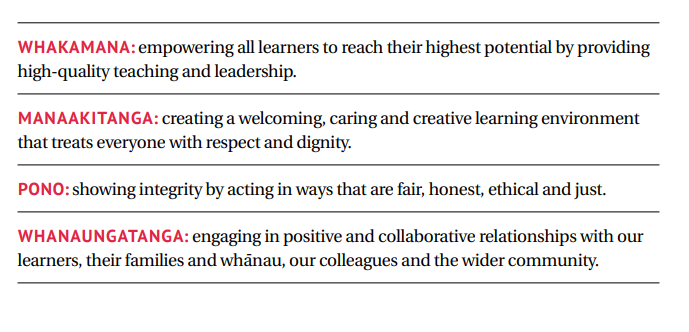 WHAKAMANA: empowering all learners to reach their highest potential by providing
high-quality teaching and leadership.
MANAAKITANGA: creating a welcoming, caring and creative learning environment
that treats everyone with respect and dignity.
PONO: showing integrity by acting in ways that are fair, honest, ethical and just.
WHANAUNGATANGA: engaging in positive and collaborative relationships with our
learners, their families and whānau, our colleagues and the wider community.